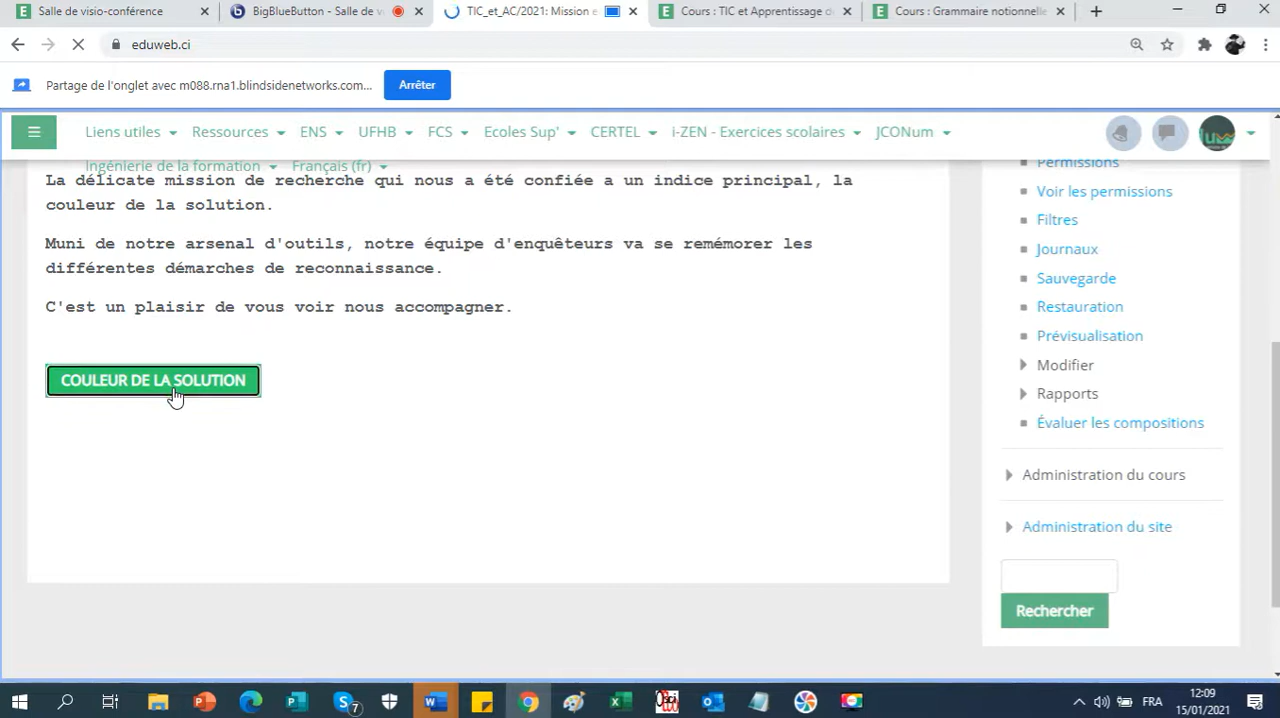 Salle de visio-conférence
BigBlueButton - Salle de v
TIC_et_AC/2021: Mission e
Cours : TIC et Apprentissage d
Cours : Grammaire notionnelle
eduweb.ci
Partage de l'onglet avec m088.rna1.blindsidenetworks.com...
Arrêter
Liens utiles
Ressources
ENS
UFHB
FCS
Ecoles Sup'
CERTEL
i-ZEN - Exercices scolaires
JCONum
Ingénierie de la formation
Français (fr)
La délicate mission de recherche qui nous a été confiée a un indice principal, la
couleur de la solution.
Muni de notre arsenal d'outils, notre équipe d'enquêteurs va se remémorer les
différentes démarches de reconnaissance.
C'est un plaisir de vous voir nous accompagner.
COULEUR DE LA SOLUTION
Permissions
Voir les permissions
Filtres
Journaux
Sauvegarde
Restauration
Prévisualisation
Modifier
Rapports
Évaluer les compositions
Administration du cours
Administration du site
Rechercher
7
FRA
12:09
15/01/2021